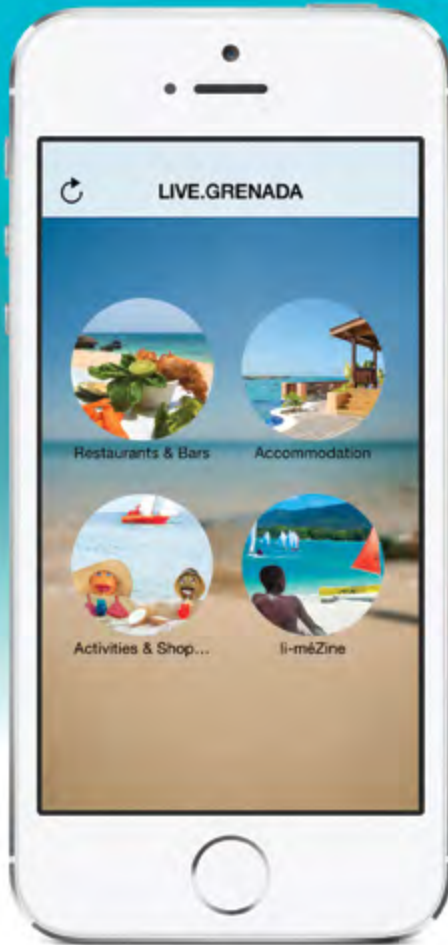 LIVE.GRENADA
Restaurants & Bars
Accommodation
Activities & Shop...
li-méZine